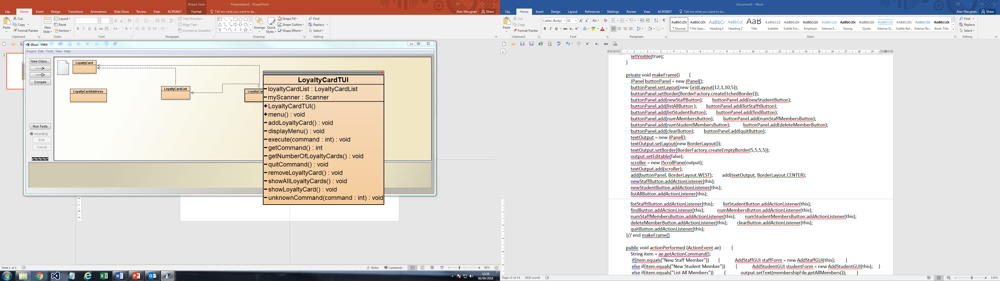 Picture Tools
Presentation1 - PowerPoint
File Home Insert Design Transitions Animations Slide Show Review View ACROBAT Format Tell me what you want to do... Alan Maughan Share
Paste Cut Copy Format Painter Clipboard
New Slide Layout Reset Section Slides
Font
Text Direction Align Text Convert to SmartArt Paragraph
Arrange Quick Styles Shape Fill Shape Outline Shape Effects Drawing
Find Replace Select Editing
1
BlueJ: HW4
Project Edit Tools View Help
New Class...
Compile
Run Tests
recording
End
Cancel
LoyaltyCard
LoyaltyCardAddress
LoyaltyCardList
LoyaltyCar
LoyaltyCardTUI
- loyaltyCardList : LoyaltyCardList
- myScanner : Scanner
+ LoyaltyCardTUI()
+ menu() : void
- addLoyaltyCard() : void
- displayMenu() : void
- execute(command : int) : void
- getCommand() : int
- getNumberOfLoyaltyCards() : void
- quitCommand() : void
- removeLoyaltyCard() : void
- showAllLoyaltyCards() : void
- showLoyaltyCard() : void
- unknownCommand(command : int) : void
Slide 1 of 1
Notes Comments 66%
13:34
06/09/2018
Document1 - Word
File Home Insert Design Layout References Mailings Review View ACROBAT Tell me what you want to do... Alan Maughan Share
Paste Cut Copy Format Painter Clipboard
Calibri (Body) 11
Font
Paragraph
¶ Normal ¶ No Spac... Heading 1 Heading 2 Title Subtitle Subtle Em... Emphasis Intense E... Strong Quote Intense Q... Subtle Ref... Intense Re... Book Title
Styles
Find Replace Select Editing
setVisible(true);
}
private void makeFrame() {
JPanel buttonPanel = new JPanel();
buttonPanel.setLayout(new GridLayout(12,1,10,5));
buttonPanel.setBorder(BorderFactory.createEtchedBorder());
buttonPanel.add(newStaffButton); buttonPanel.add(newStudentButton);
buttonPanel.add(listAllButton ); buttonPanel.add(listStafftButton);
buttonPanel.add(listStudentButton); buttonPanel.add(findButton);
buttonPanel.add(numMembersButton); buttonPanel.add(numStaffMembersButton);
buttonPanel.add(numStudentMembersButton); buttonPanel.add(deleteMemberButton);
buttonPanel.add(clearButton); buttonPanel.add(quitButton);
textOutput = new JPanel();
textOutput.setLayout(new BorderLayout());
textOutput.setBorder(BorderFactory.createEmptyBorder(5,5,5,5));
output.setEditable(false);
scroller = new JScrollPane(output);
textOutput.add(scroller);
add(buttonPanel, BorderLayout.WEST); add(textOutput, BorderLayout.CENTER);
newStaffButton.addActionListener(this);
newStudentButton.addActionListener(this);
listAllButton.addActionListener(this);
listStafftButton.addActionListener(this); listStudentButton.addActionListener(this);
findButton.addActionListener(this); numMembersButton.addActionListener(this);
numStaffMembersButton.addActionListener(this); numStudentMembersButton.addActionListener(this);
deleteMemberButton.addActionListener(this); clearButton.addActionListener(this);
quitButton.addActionListener(this);
}// end makeFrame()
public void actionPerformed (ActionEvent ae) {
String item = ae.getActionCommand();
if(item.equals("New Staff Member")) { AddStaffGUI staffForm = new AddStaffGUI(this); }
else if(item.equals("New Student Member")) { AddStudentGUI studentForm = new AddStudentGUI(this); }
else if(item.equals("List All Members")) { output.setText(membershipFile.getAllMembers()); }
Page 10 of 14 3020 words
134%